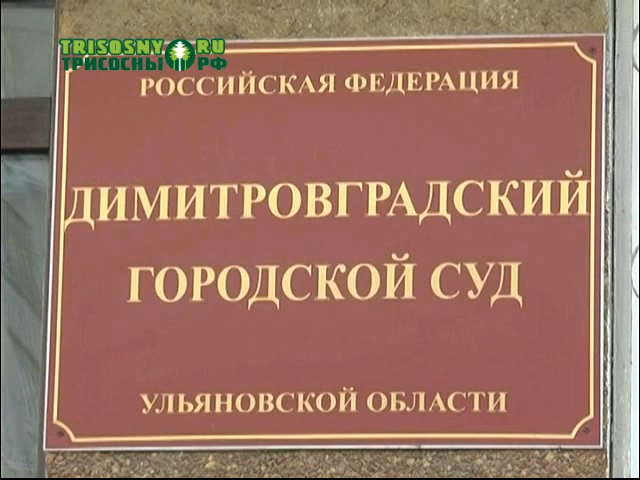 TRISOSNY.RU
ТРИСОСНЫ.РФ
РОССИЙСКАЯ ФЕДЕРАЦИЯ
ДИМИТРОВГРАДСКИЙ
ГОРОДСКОЙ СУД
УЛЬЯНОВСКОЙ ОБЛАСТИ